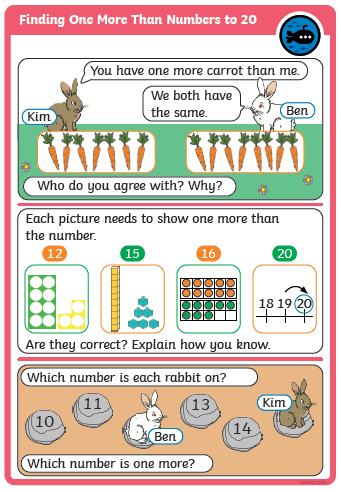 Finding One More Than Numbers to 20
You have one more carrot than me.
We both have
the same.
Kim
Ben
Who do you agree with? Why?
Each picture needs to show one more than
the number.
12 15 16 20
18 19 20
Are they correct? Explain how you know.
Which number is each rabbit on?
Kim
11 13
10 14
Ben
Which number is one more?